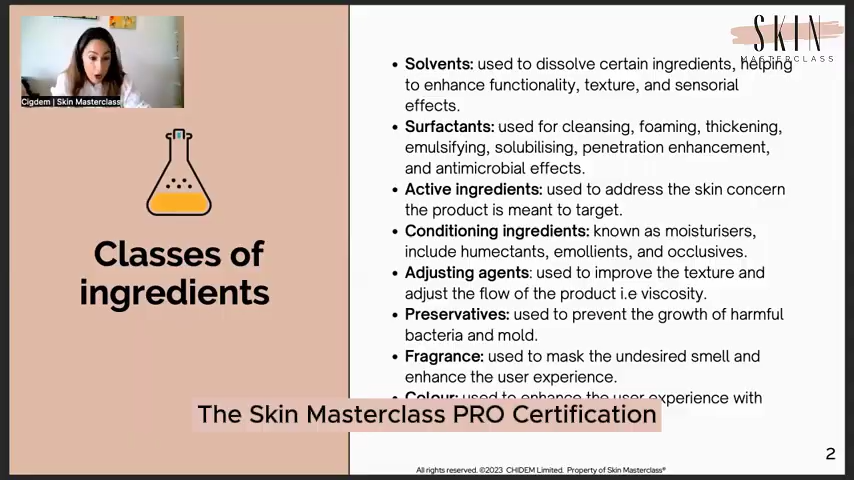 SKIN
MASTERCLASS
Cigdem | Skin Masterclass
Classes of
ingredients
• Solvents: used to dissolve certain ingredients, helping
to enhance functionality, texture, and sensorial
effects.
• Surfactants: used for cleansing, foaming, thickening,
emulsifying, solubilising, penetration enhancement,
and antimicrobial effects.
• Active ingredients: used to address the skin concern
the product is meant to target.
• Conditioning ingredients: known as moisturisers,
include humectants, emollients, and occlusives.
• Adjusting agents: used to improve the texture and
adjust the flow of the product i.e viscosity.
• Preservatives: used to prevent the growth of harmful
bacteria and mold.
• Fragrance: used to mask the undesired smell and
enhance the user experience.
• Colour: used to enhance the user experience with
The Skin Masterclass PRO Certification
2
All rights reserved, ©2023 CHIDEM Limited. Property of Skin Masterclass®